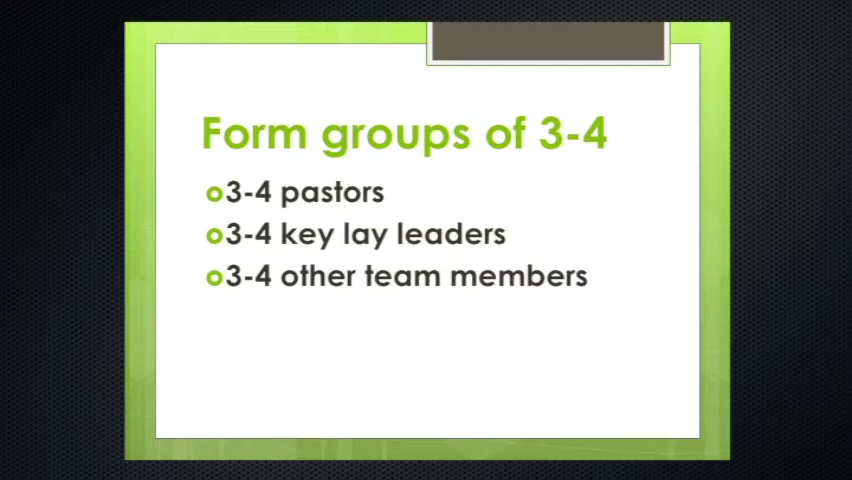 Form groups of 3-4
3-4 pastors
3-4 key lay leaders
3-4 other team members